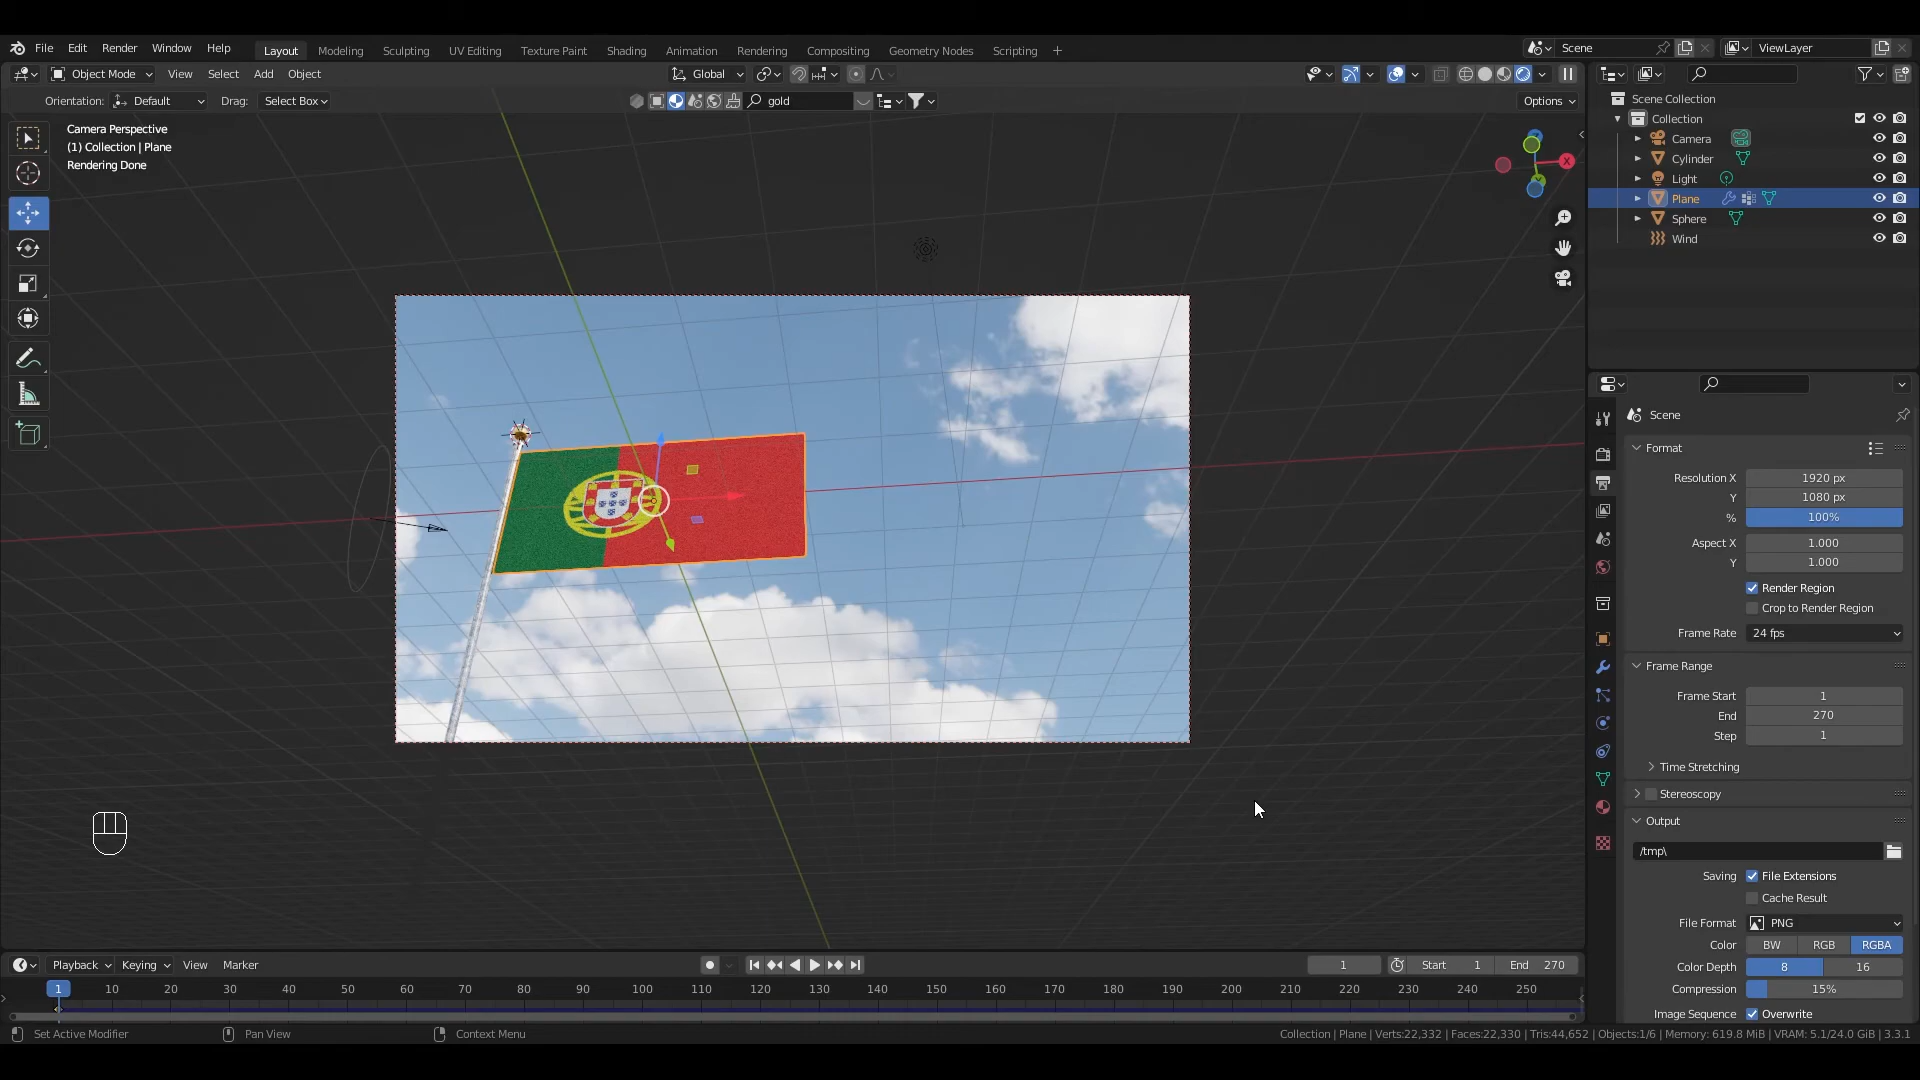 File Edit Render Window Help Layout Modeling Sculpting UV Editing Texture Paint Shading Animation Rendering Compositing Geometry Nodes Scripting + Scene ViewLayer
Object Mode View Select Add Object Global
Orientation: Default Drag: Select Box gold Options
Camera Perspective
(1) Collection | Plane
Rendering Done
X
Scene Collection
Collection
Camera
Cylinder
Light
Plane
Sphere
Wind
Scene
Format
Resolution X 1920 px
Y 1080 px
% 100%
Aspect X 1.000
Y 1.000
Render Region
Crop to Render Region
Frame Rate 24 fps
Frame Range
Frame Start 1
End 270
Step 1
Time Stretching
Stereoscopy
Output
/tmp\
Saving File Extensions
Cache Result
File Format PNG
Color BW RGB RGBA
Color Depth 8 16
Compression 15%
Image Sequence Overwrite
Playback Keying View Marker 1 Start 1 End 270
1 10 20 30 40 50 60 70 80 90 100 110 120 130 140 150 160 170 180 190 200 210 220 230 240 250
Set Active Modifier Pan View Context Menu Collection | Plane | Verts:22,332 | Faces:22,330 | Tris:44,652 | Objects:1/6 | Memory: 619.8 MiB | VRAM: 5.1/24.0 GiB | 3.3.1